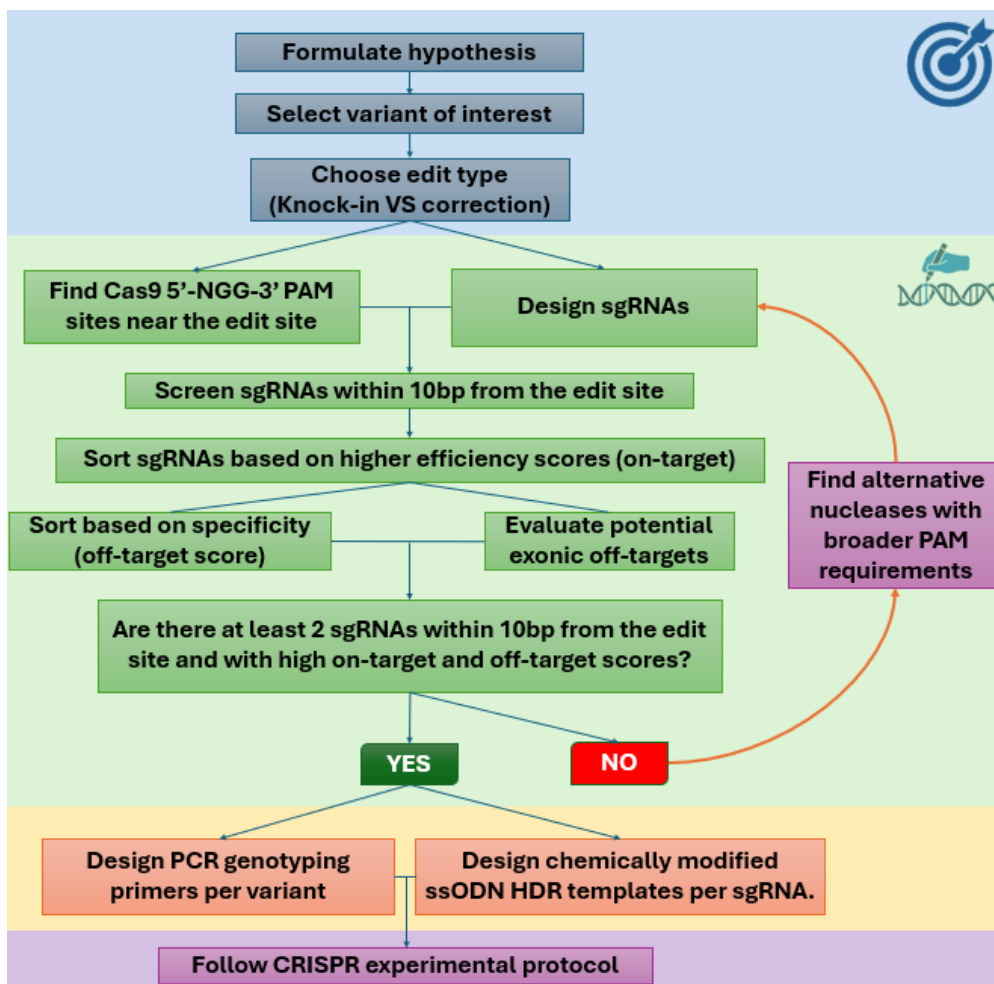 Formulate hypothesis
Select variant of interest
Choose edit type
(Knock-in VS correction)
Find Cas9 5’-NGG-3’ PAM
sites near the edit site
Design sgRNAs
Screen sgRNAs within 10bp from the edit site
Sort sgRNAs based on higher efficiency scores (on-target)
Sort based on specificity
(off-target score)
Evaluate potential
exonic off-targets
Find alternative
nucleases with
broader PAM
requirements
Are there at least 2 sgRNAs within 10bp from the edit
site and with high on-target and off-target scores?
YES
NO
Design PCR genotyping
primers per variant
Design chemically modified
ssODN HDR templates per sgRNA.
Follow CRISPR experimental protocol